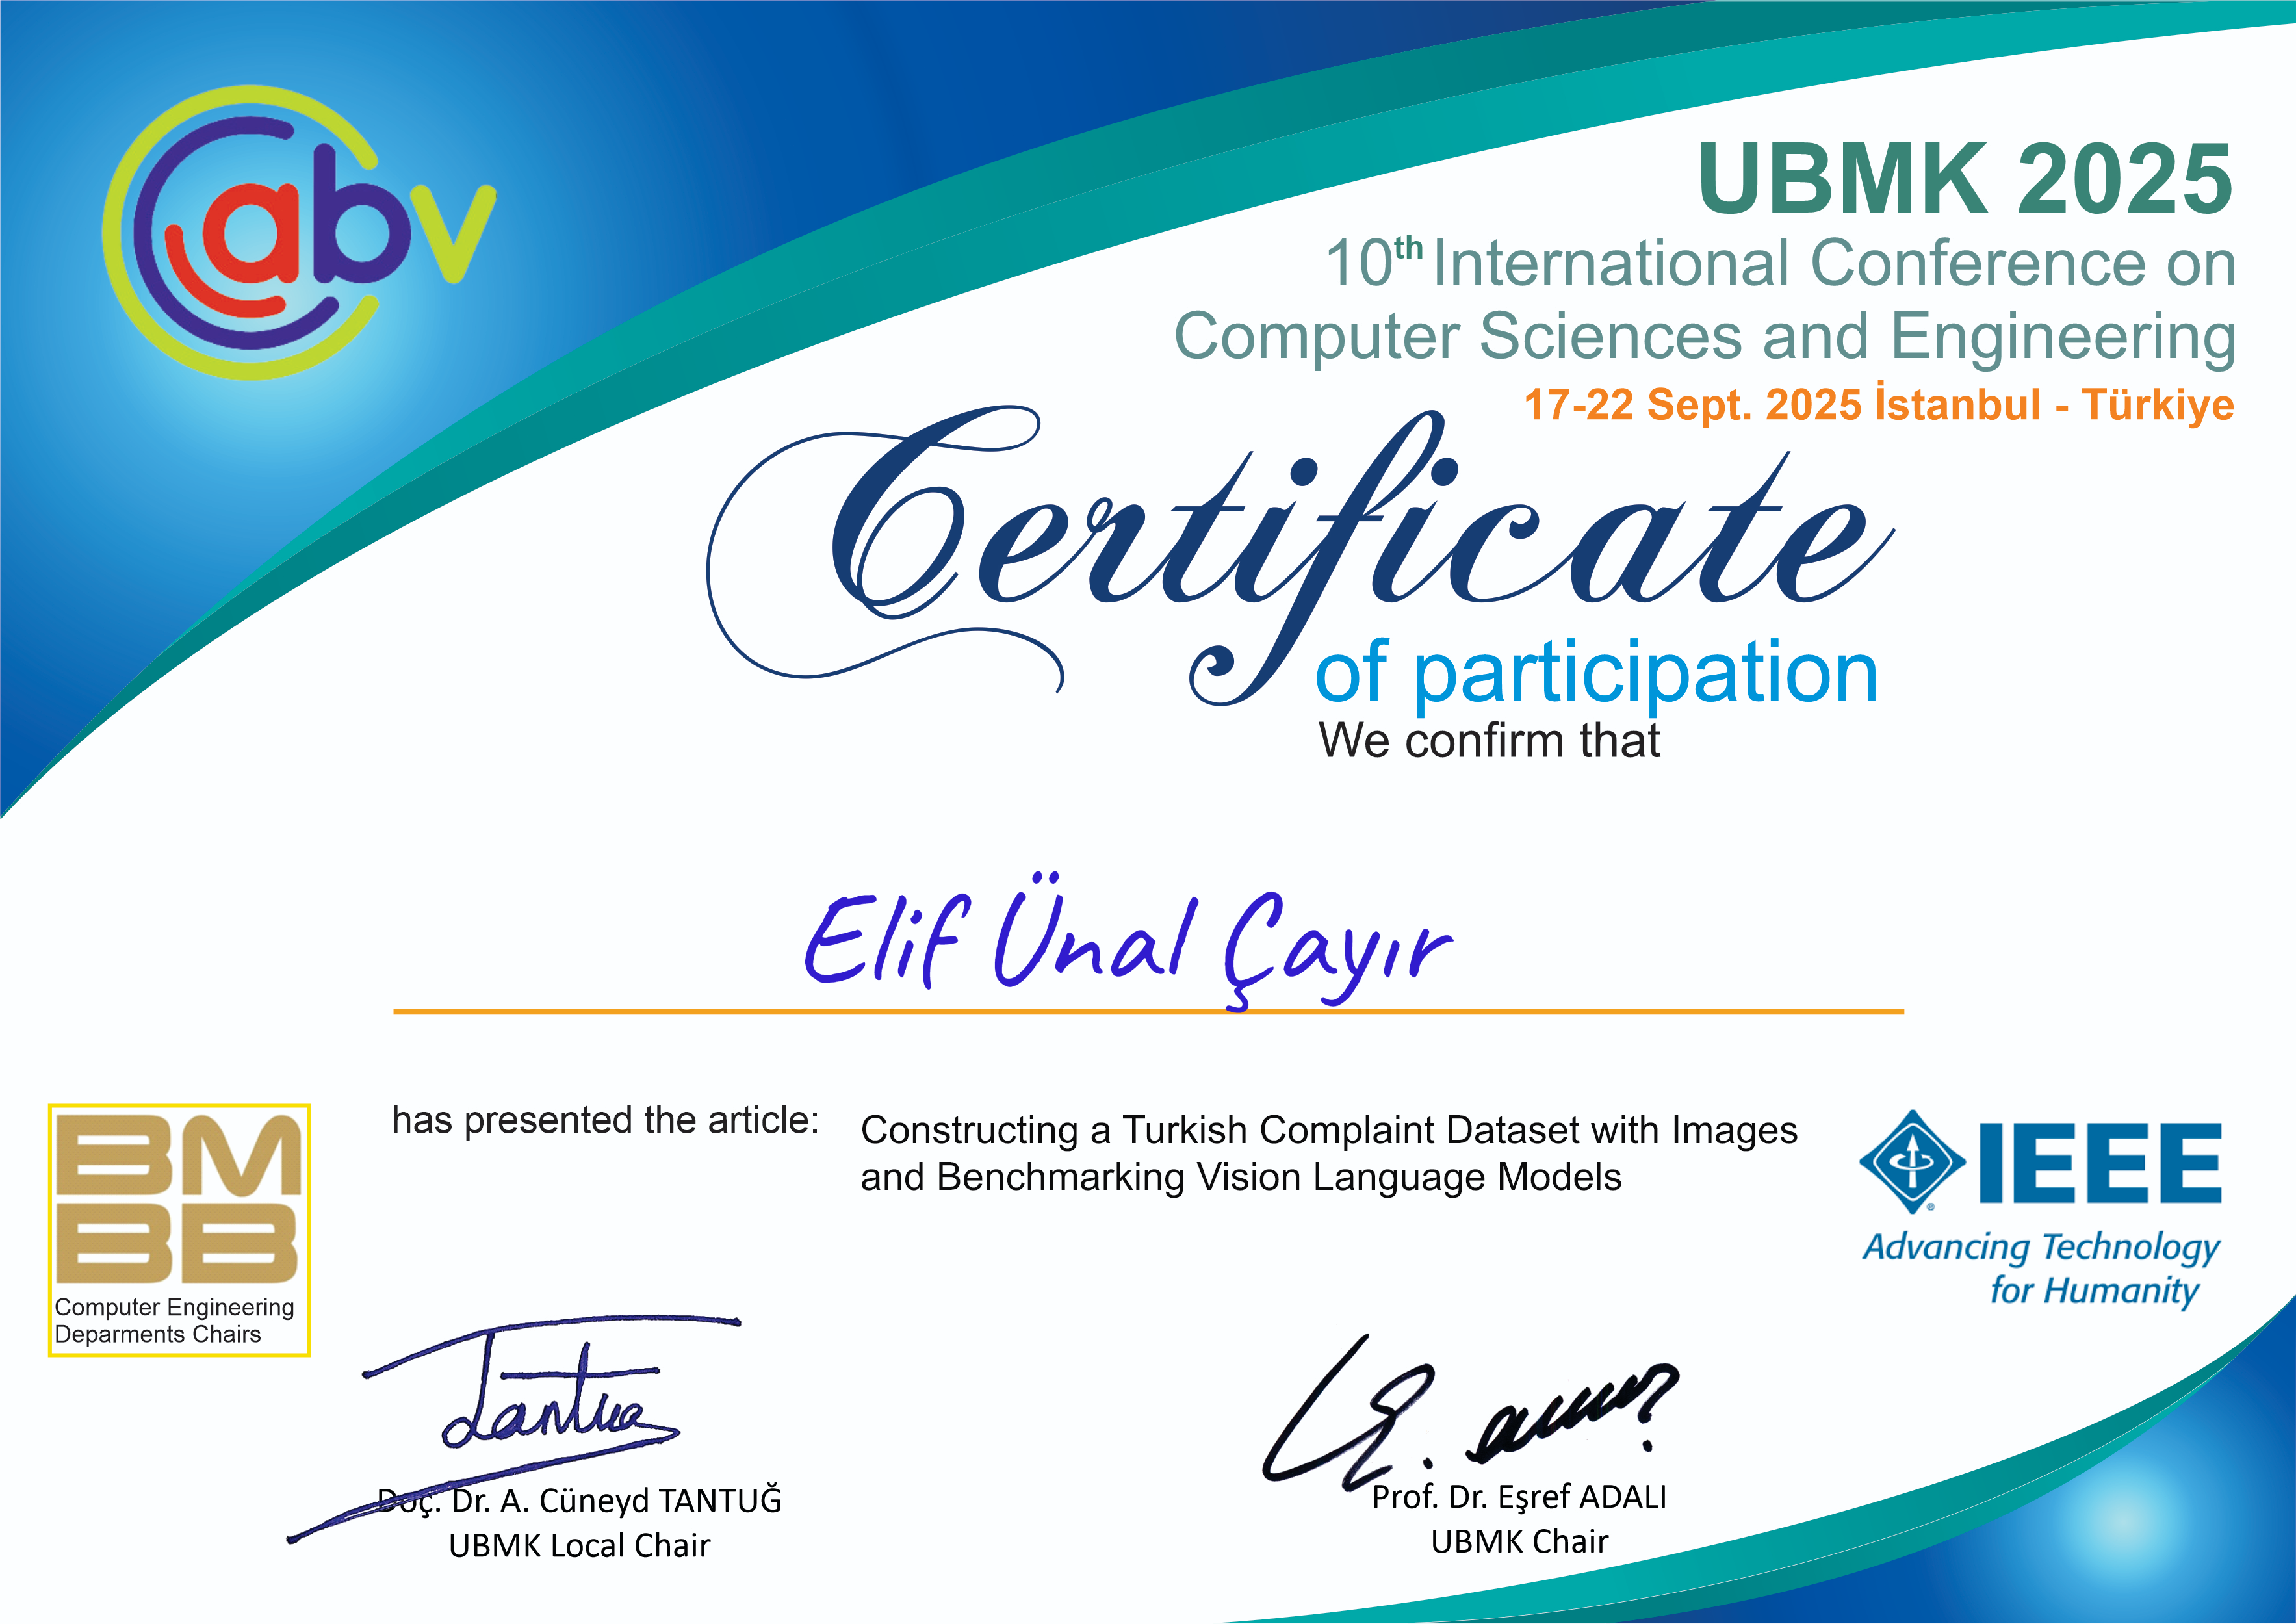 abv
UBMK 2025
10th International Conference on
Computer Sciences and Engineering
17-22 Sept. 2025 İstanbul - Türkiye
Certificate
of participation
We confirm that
Elif Ünal Çayır
has presented the article:
Constructing a Turkish Complaint Dataset with Images
and Benchmarking Vision Language Models
BM
BB
Computer Engineering
Deparments Chairs
IEEE
Advancing Technology
for Humanity
Doç. Dr. A. Cüneyd TANTUĞ
UBMK Local Chair
Prof. Dr. Eşref ADALI
UBMK Chair